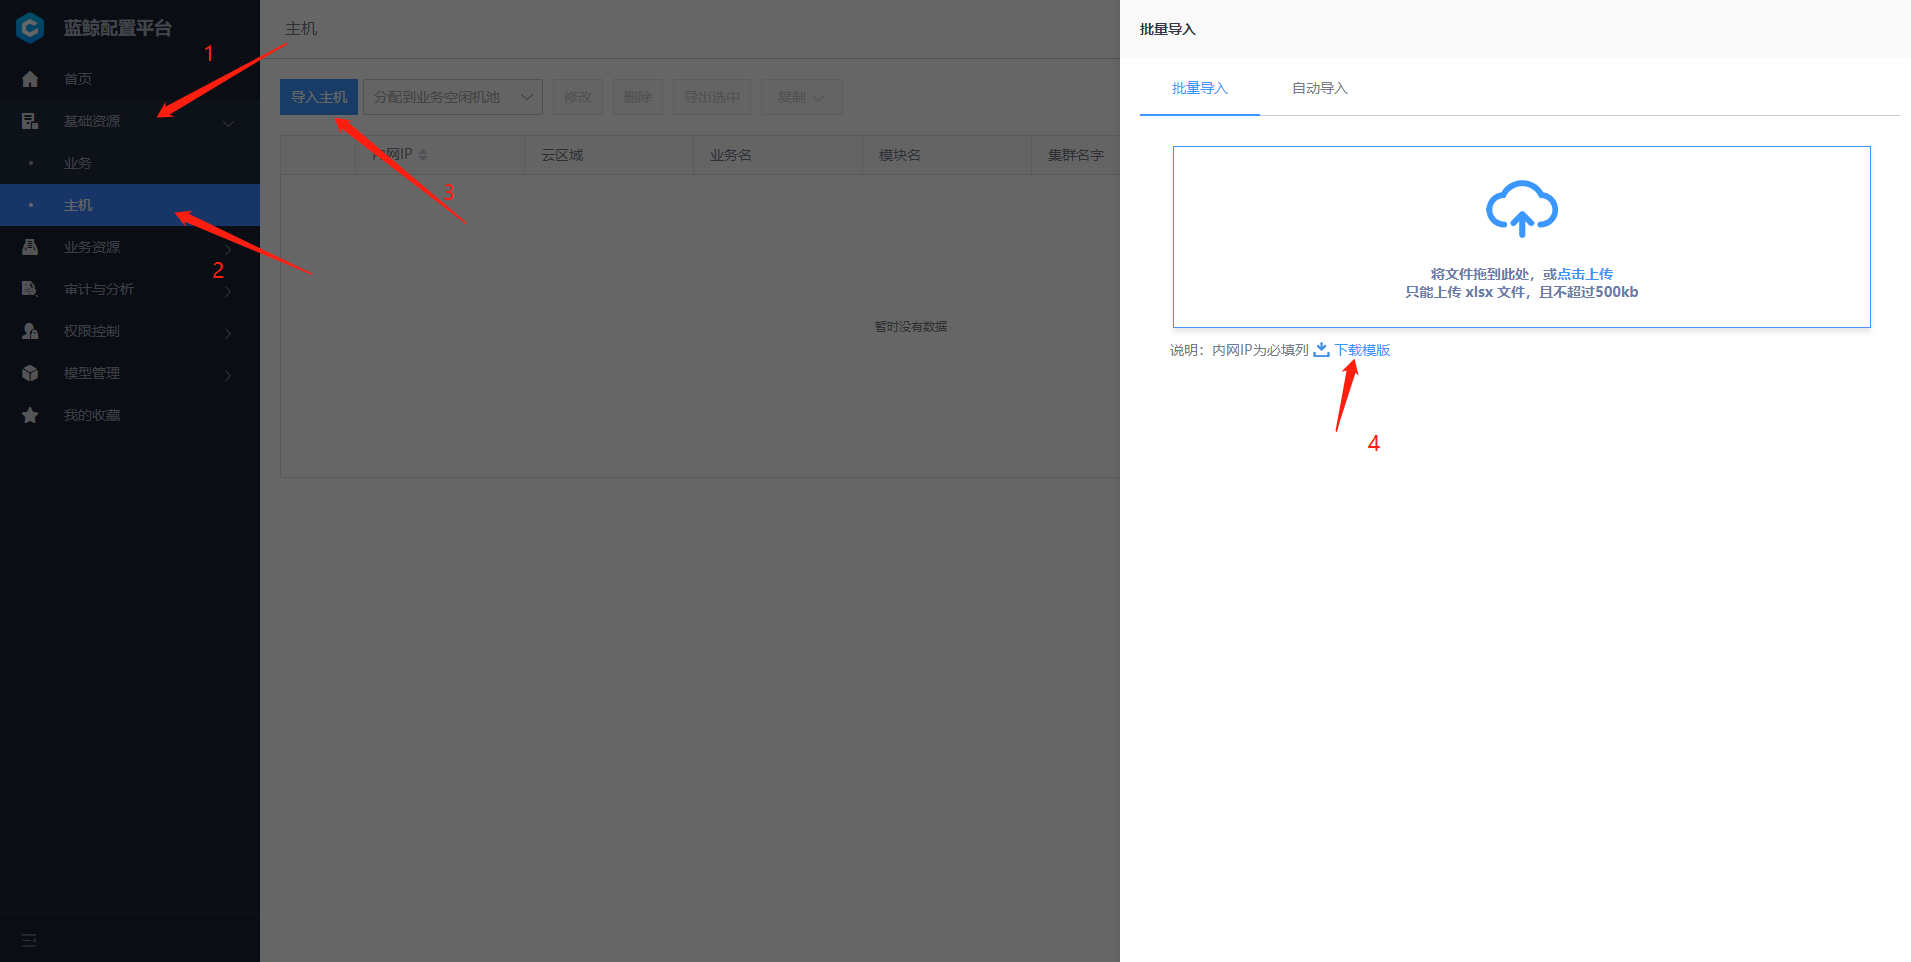 蓝鲸配置平台
首页
基础资源
业务
主机
业务资源
审计与分析
权限控制
模型管理
我的收藏
1
2
主机
导入主机 分配到业务空闲机池 修改 删除 导出选中 复制
内网IP 云区域 业务名 模块名 集群名字
3
暂时没有数据
批量导入
批量导入 自动导入
将文件拖到此处，或点击上传
只能上传 xlsx 文件，且不超过500kb
说明：内网IP为必填列 下载模版
4